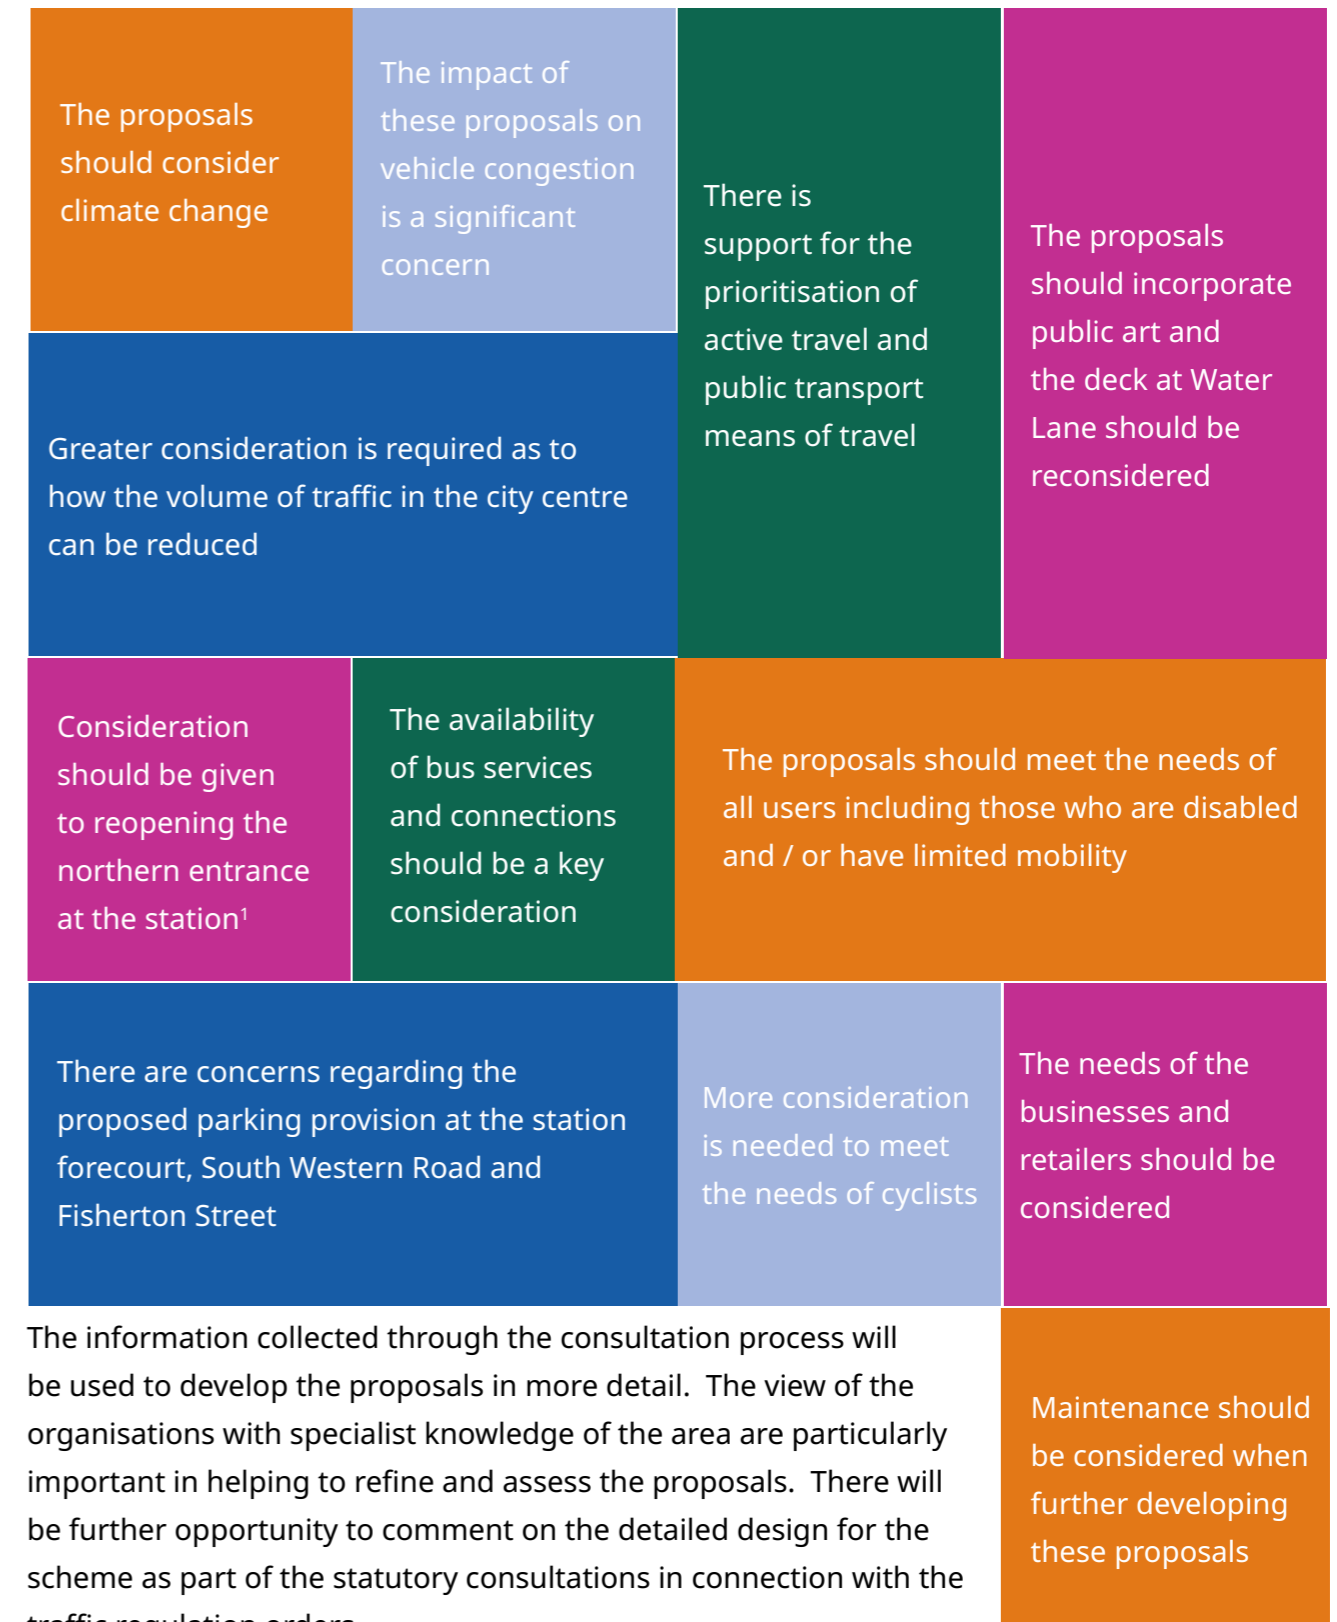 The proposals
should consider
climate change
The impact of
these proposals on
vehicle congestion
is a significant
concern
There is
support for the
prioritisation of
active travel and
public transport
means of travel
The proposals
should incorporate
public art and
the deck at Water
Lane should be
reconsidered
Greater consideration is required as to
how the volume of traffic in the city centre
can be reduced
Consideration
should be given
to reopening the
northern entrance
at the station¹
The availability
of bus services
and connections
should be a key
consideration
The proposals should meet the needs of
all users including those who are disabled
and / or have limited mobility
There are concerns regarding the
proposed parking provision at the station
forecourt, South Western Road and
Fisherton Street
More consideration
is needed to meet
the needs of cyclists
The needs of the
businesses and
retailers should be
considered
The information collected through the consultation process will
be used to develop the proposals in more detail.  The view of the
organisations with specialist knowledge of the area are particularly
important in helping to refine and assess the proposals.  There will
be further opportunity to comment on the detailed design for the
scheme as part of the statutory consultations in connection with the
traffic regulation orders
Maintenance should
be considered when
further developing
these proposals